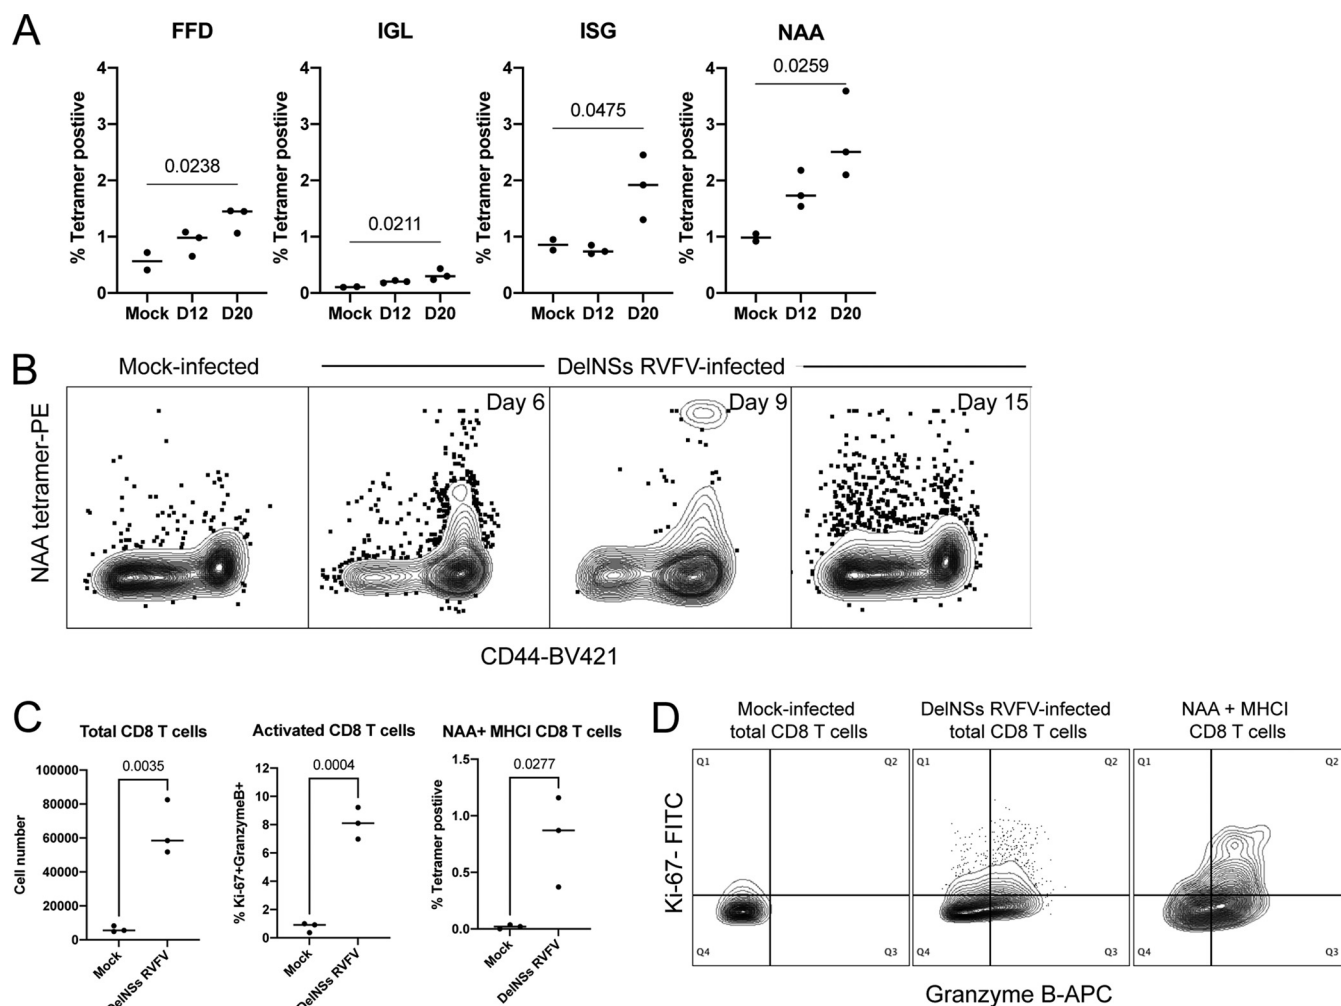 A
FFD
IGL
ISG
NAA
% Tetramer postiive
4
3
2
1
0
0.0238
Mock D12 D20
% Tetramer postiive
4
3
2
1
0
0.0211
Mock D12 D20
% Tetramer postiive
4
3
2
1
0
0.0475
Mock D12 D20
% Tetramer postiive
4
3
2
1
0
0.0259
Mock D12 D20
B
Mock-infected
DelNSs RVFV-infected
NAA tetramer-PE
Day 6
Day 9
Day 15
CD44-BV421
C
Total CD8 T cells
Cell number
100000
80000
60000
40000
20000
0
0.0035
Mock
DelNSs RVFV
Activated CD8 T cells
% Ki-67+GranzymeB+
12
10
8
6
4
2
0
0.0004
Mock
DelNSs RVFV
NAA+ MHCI CD8 T cells
% Tetramer postiive
1.5
1.0
0.5
0.0
0.0277
Mock
DelNSs RVFV
D
Mock-infected
total CD8 T cells
DelNSs RVFV-infected
total CD8 T cells
NAA + MHCI
CD8 T cells
Ki-67- FITC
Q1
Q2
Q4
Q3
Q1
Q2
Q4
Q3
Q1
Q2
Q4
Q3
Granzyme B-APC